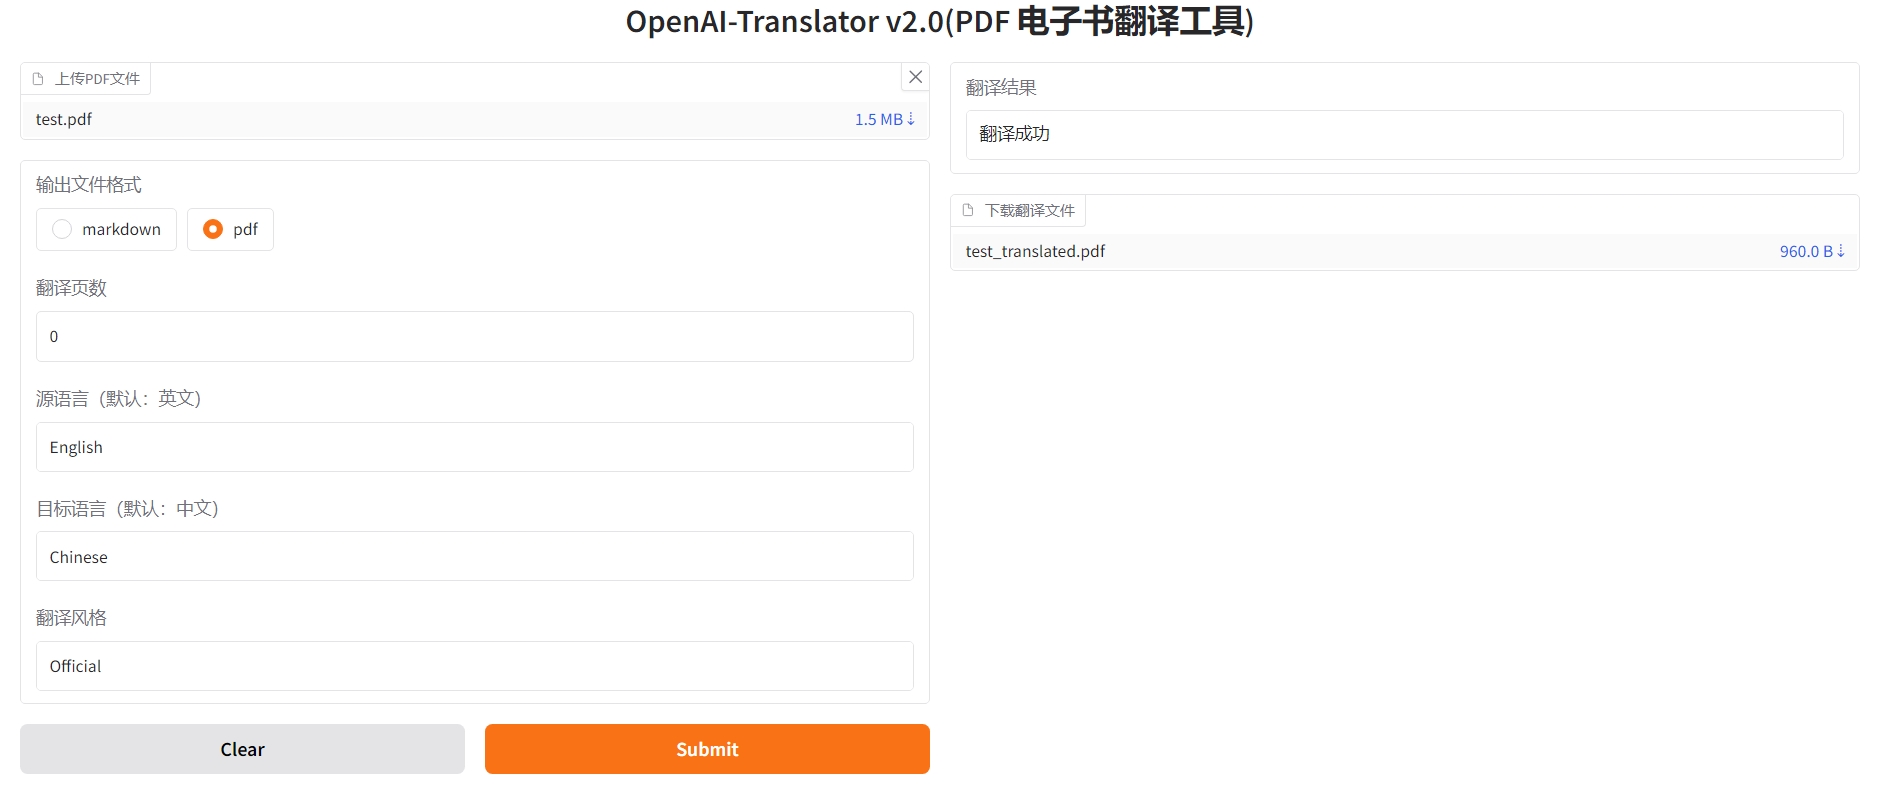 OpenAI-Translator v2.0(PDF 电子书翻译工具)
上传PDF文件
test.pdf
1.5 MB⇣
输出文件格式
markdown
pdf
翻译页数
0
源语言（默认：英文）
English
目标语言（默认：中文）
Chinese
翻译风格
Official
Clear
Submit
翻译结果
翻译成功
下载翻译文件
test_translated.pdf
960.0 B⇣